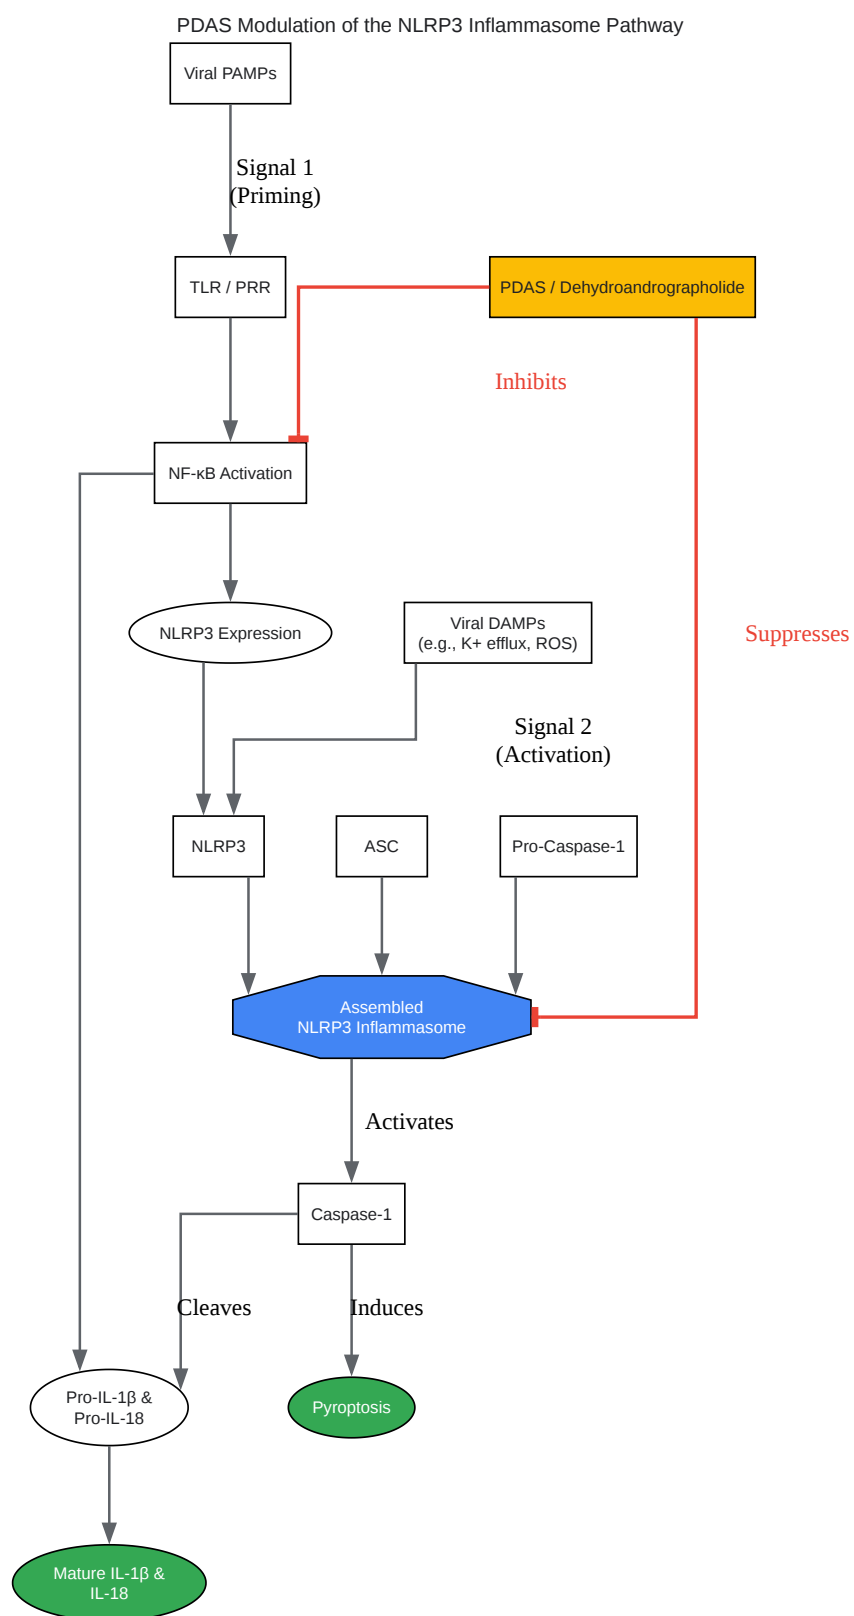 PDAS Modulation of the NLRP3 Inflammasome Pathway
Viral PAMPs
Signal 1
(Priming)
TLR / PRR
PDAS / Dehydroandrographolide
Inhibits
NF-κB Activation
NLRP3 Expression
Viral DAMPs
(e.g., K+ efflux, ROS)
Suppresses
Signal 2
(Activation)
NLRP3
ASC
Pro-Caspase-1
Assembled
NLRP3 Inflammasome
Activates
Caspase-1
Cleaves
Induces
Pro-IL-1β &
Pro-IL-18
Pyroptosis
Mature IL-1β &
IL-18